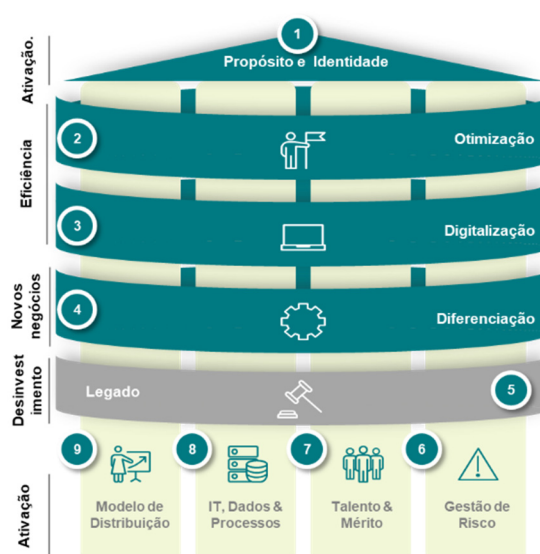 Ativação.
1
Propósito e Identidade
Eficiência
2
Otimização
3
Digitalização
Novos
negócios
4
Diferenciação
Desinvest
imento
Legado
5
Ativação
9
8
7
6
Modelo de
Distribuição
IT, Dados &
Processos
Talento &
Mérito
Gestão de
Risco